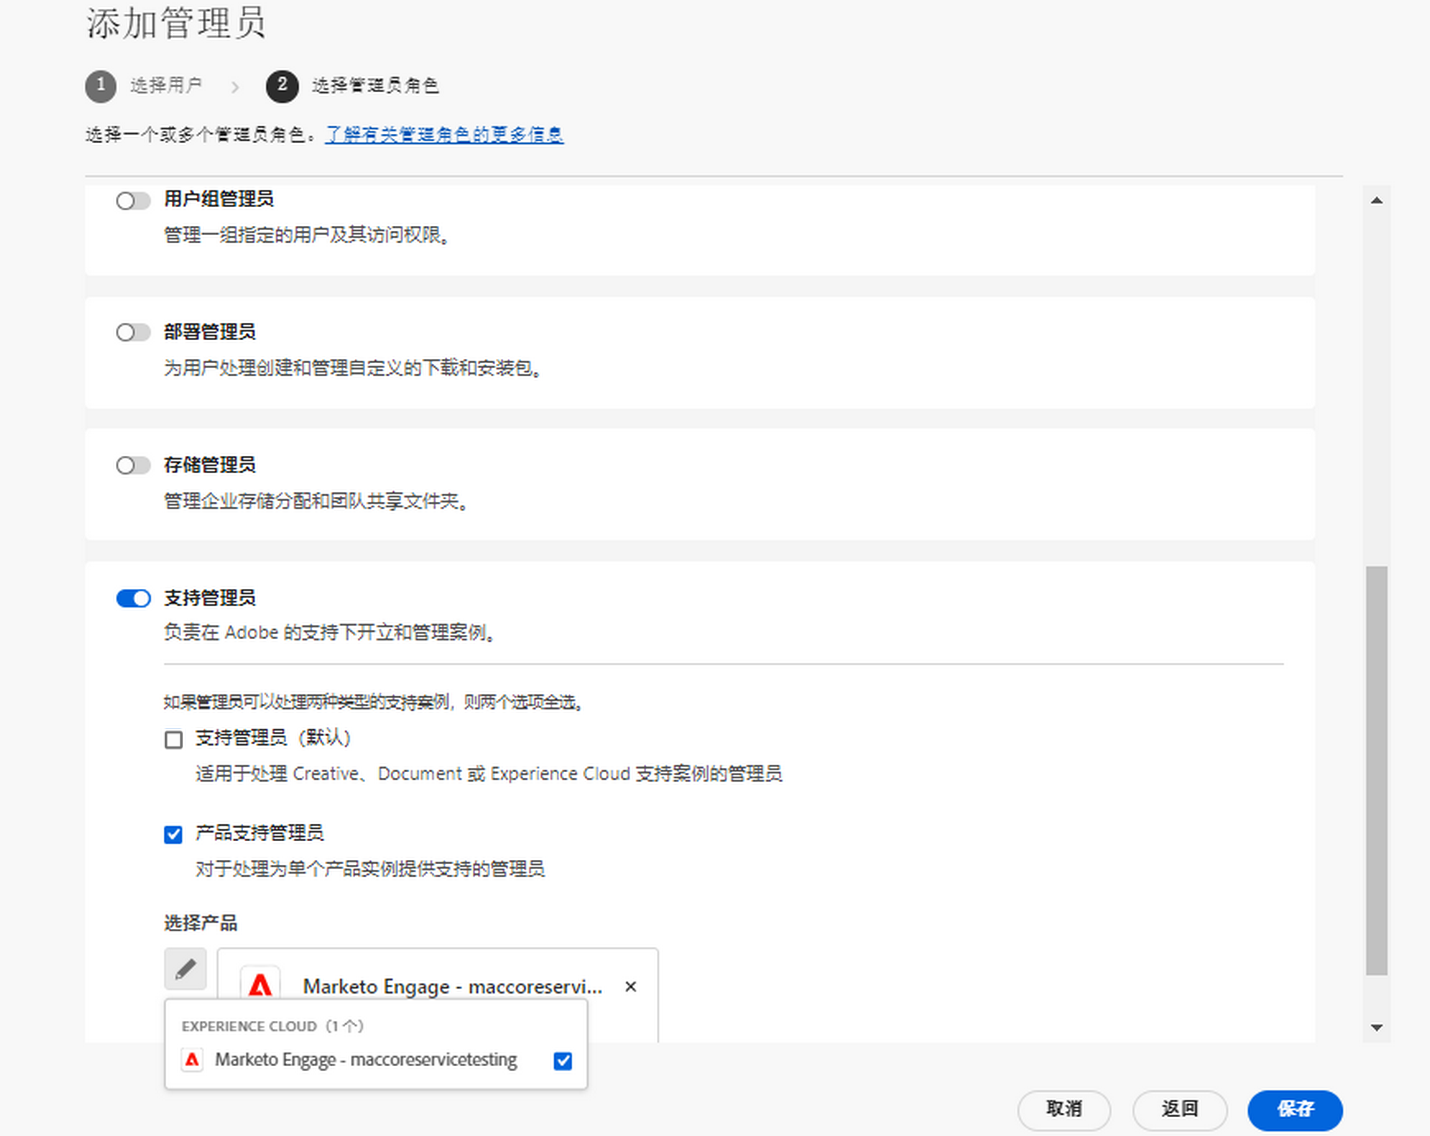 添加管理员
1 选择用户 > 2 选择管理员角色
选择一个或多个管理员角色。了解有关管理角色的更多信息
用户组管理员
管理一组指定的用户及其访问权限。
部署管理员
为用户处理创建和管理自定义的下载和安装包。
存储管理员
管理企业存储分配和团队共享文件夹。
支持管理员
负责在 Adobe 的支持下开立和管理案例。
如果管理员可以处理两种类型的支持案例，则两个选项全选。
支持管理员（默认）
适用于处理 Creative、Document 或 Experience Cloud 支持案例的管理员
产品支持管理员
对于处理为单个产品实例提供支持的管理员
选择产品
Marketo Engage - maccoreservi... ×
EXPERIENCE CLOUD（1 个）
Marketo Engage - maccoreservicetesting
取消 返回 保存